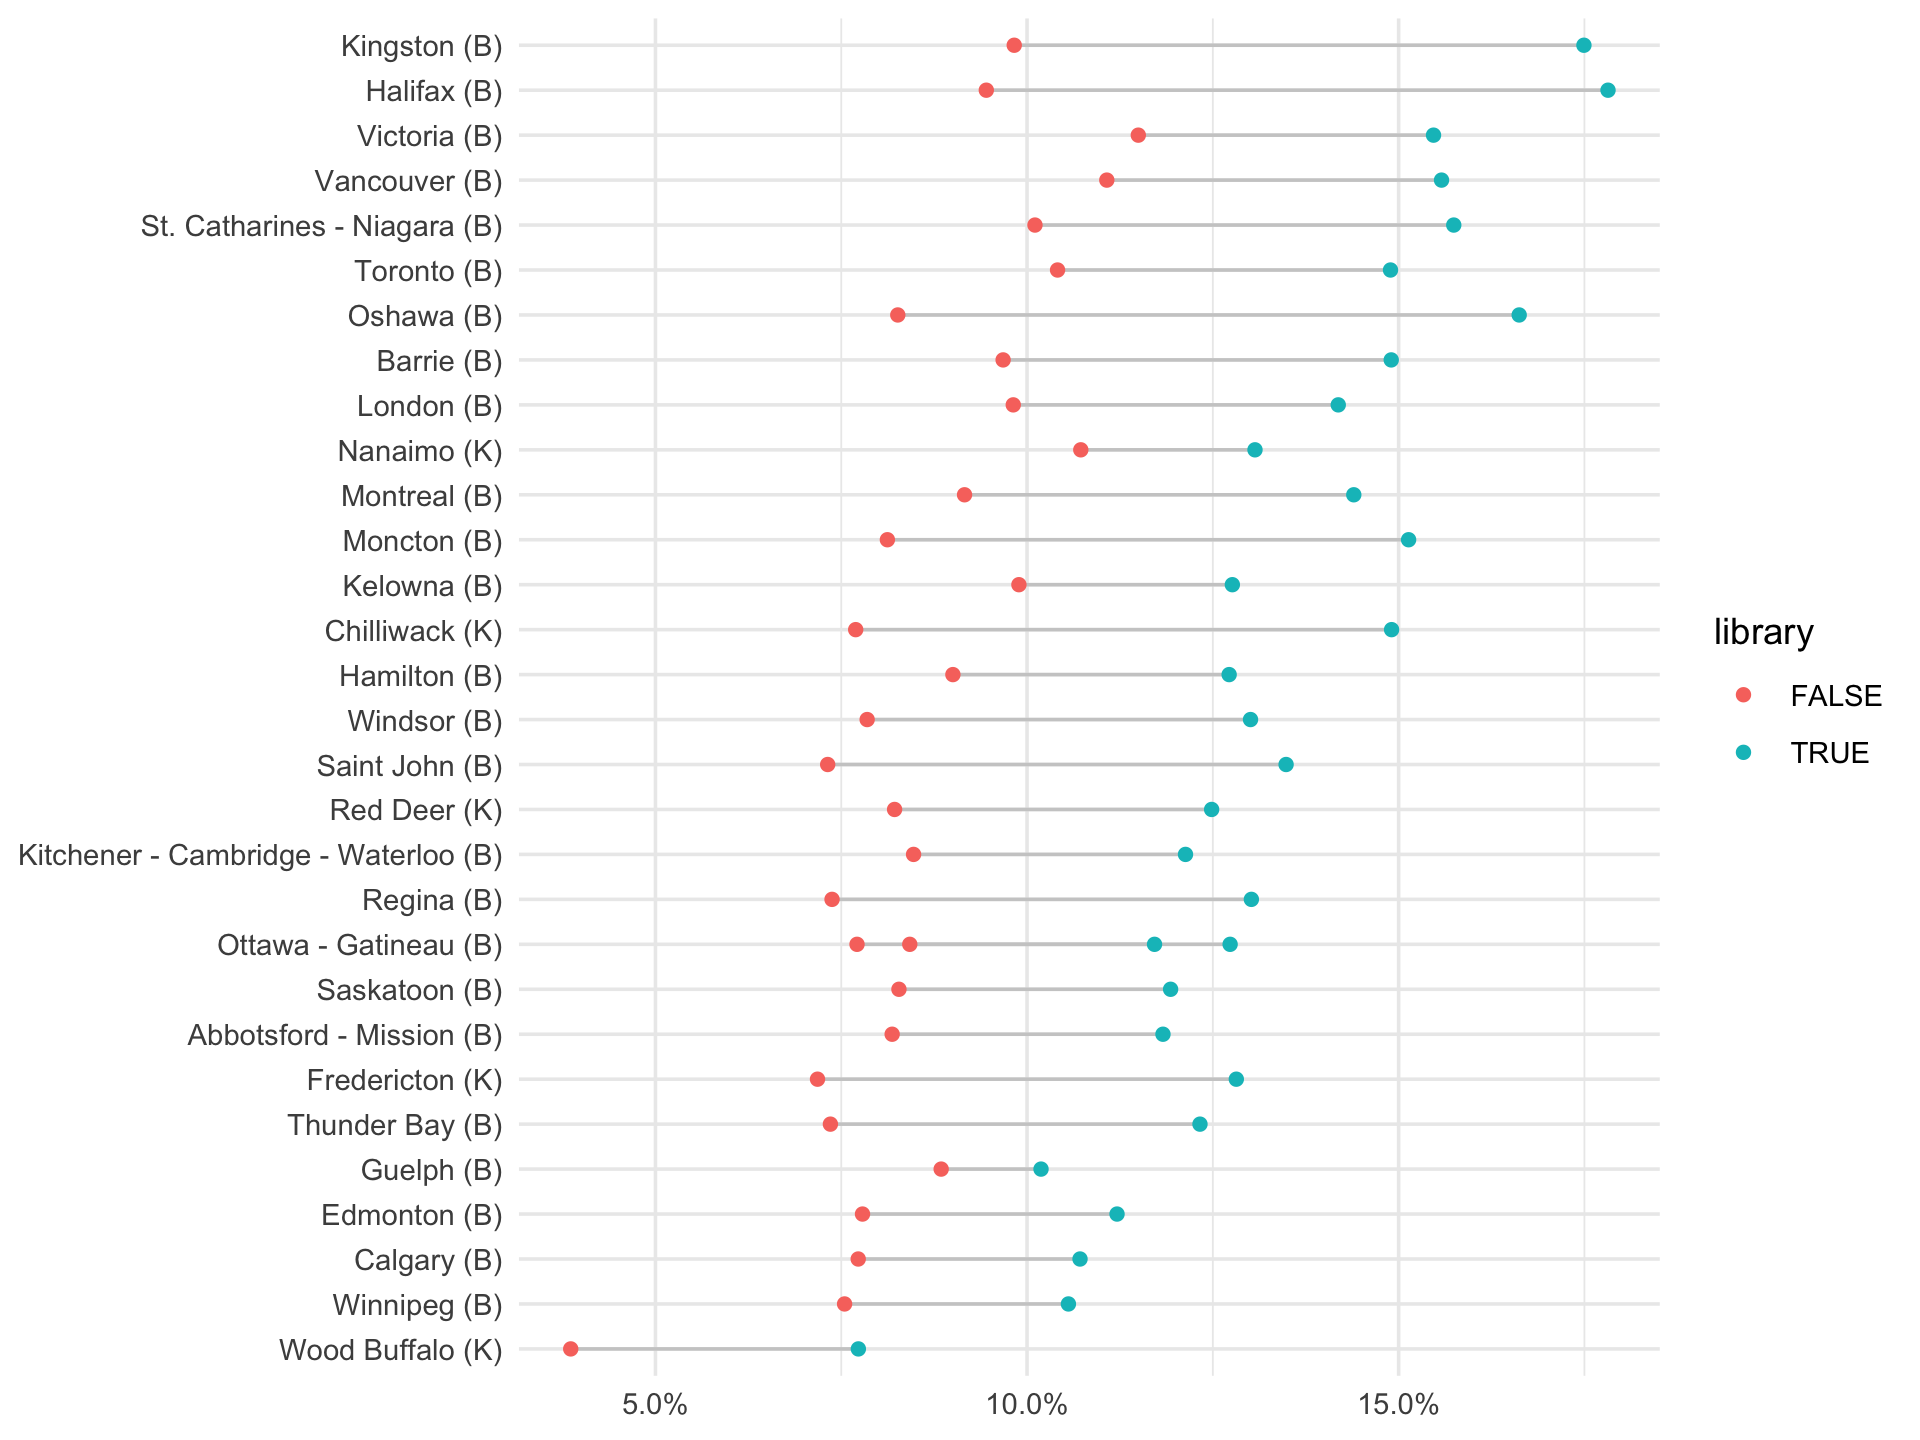 Kingston (B)
Halifax (B)
Victoria (B)
Vancouver (B)
St. Catharines - Niagara (B)
Toronto (B)
Oshawa (B)
Barrie (B)
London (B)
Nanaimo (K)
Montreal (B)
Moncton (B)
Kelowna (B)
Chilliwack (K)
Hamilton (B)
Windsor (B)
Saint John (B)
Red Deer (K)
Kitchener - Cambridge - Waterloo (B)
Regina (B)
Ottawa - Gatineau (B)
Saskatoon (B)
Abbotsford - Mission (B)
Fredericton (K)
Thunder Bay (B)
Guelph (B)
Edmonton (B)
Calgary (B)
Winnipeg (B)
Wood Buffalo (K)
5.0% 10.0% 15.0%
library
FALSE
TRUE